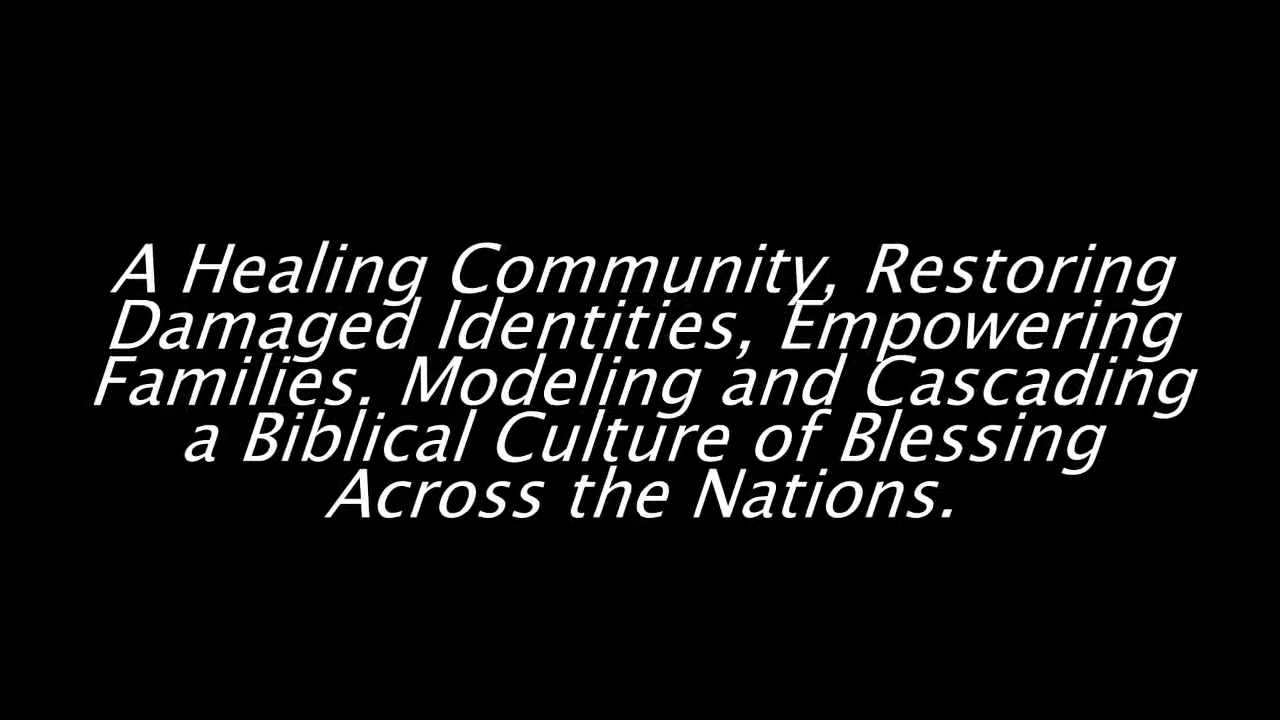 A Healing Community, Restoring
Damaged Identities, Empowering
Families. Modeling and Cascading
a Biblical Culture of Blessing
Across the Nations.